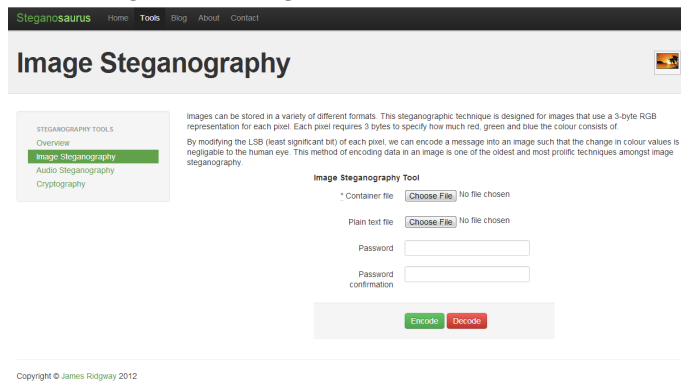 Steganosaurus Home Tools Blog About Contact
Image Steganography
STEGANOGRAPHY TOOLS
Overview
Image Steganography
Audio Steganography
Cryptography
Images can be stored in a variety of different formats. This steganographic technique is designed for images that use a 3-byte RGB
representation for each pixel. Each pixel requires 3 bytes to specify how much red, green and blue the colour consists of.
By modifying the LSB (least significant bit) of each pixel, we can encode a message into an image such that the change in colour values is
negligable to the human eye. This method of encoding data in an image is one of the oldest and most prolific techniques amongst image
steganography.
Image Steganography Tool
* Container file Choose File No file chosen
Plain text file Choose File No file chosen
Password
Password
confirmation
Encode Decode
Copyright © James Ridgway 2012